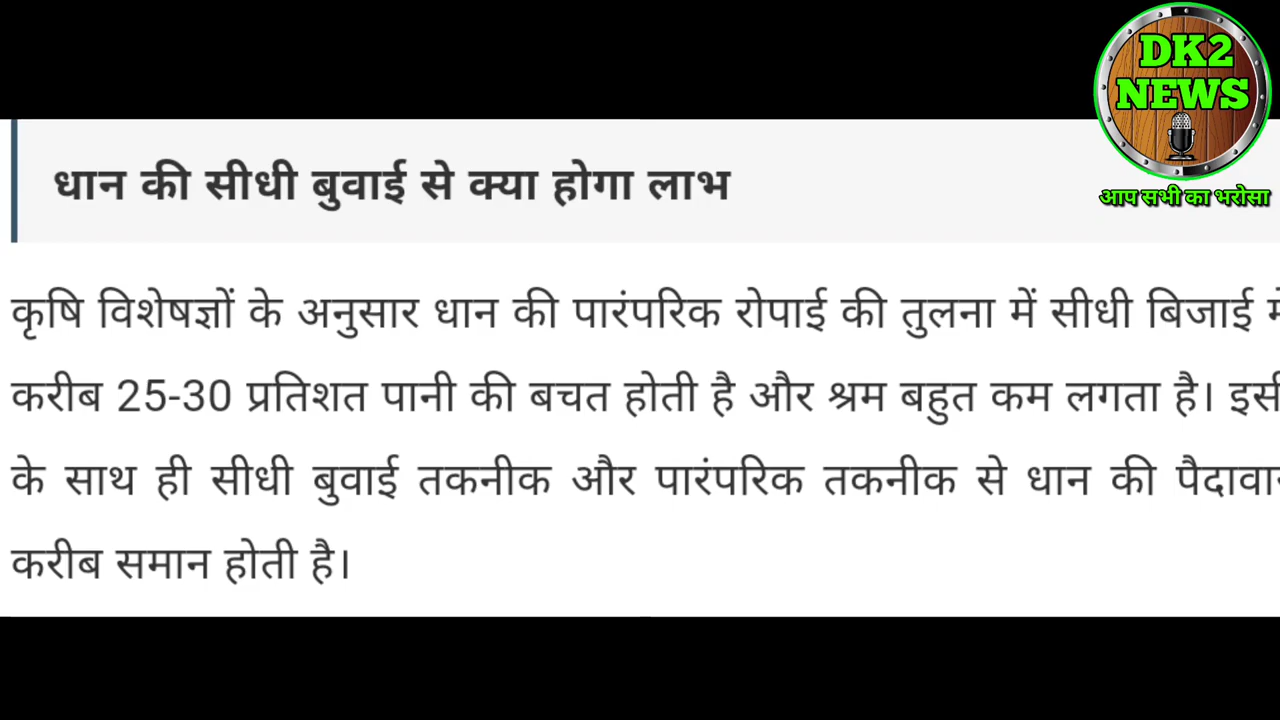 DK2
NEWS
आप सभी का भरोसा
धान की सीधी बुवाई से क्या होगा लाभ
कृषि विशेषज्ञों के अनुसार धान की पारंपरिक रोपाई की तुलना में सीधी बिजाई
करीब 25-30 प्रतिशत पानी की बचत होती है और श्रम बहुत कम लगता है। इसी
के साथ ही सीधी बुवाई तकनीक और पारंपरिक तकनीक से धान की
करीब समान होती है।